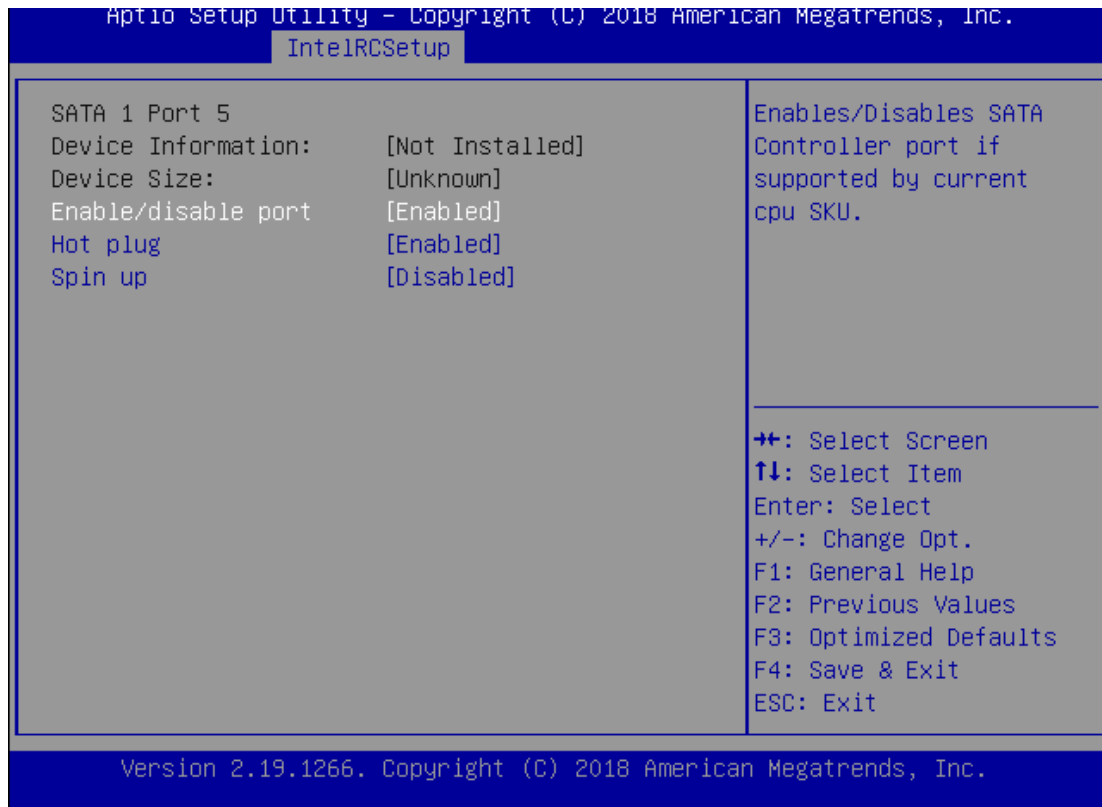 Aptio Setup Utility – Copyright (C) 2018 American Megatrends, Inc.
IntelRCSetup
SATA 1 Port 5
Device Information: [Not Installed]
Device Size: [Unknown]
Enable/disable port [Enabled]
Hot plug [Enabled]
Spin up [Disabled]
Enables/Disables SATA
Controller port if
supported by current
cpu SKU.
→←: Select Screen
↑↓: Select Item
Enter: Select
+/-: Change Opt.
F1: General Help
F2: Previous Values
F3: Optimized Defaults
F4: Save & Exit
ESC: Exit
Version 2.19.1266. Copyright (C) 2018 American Megatrends, Inc.